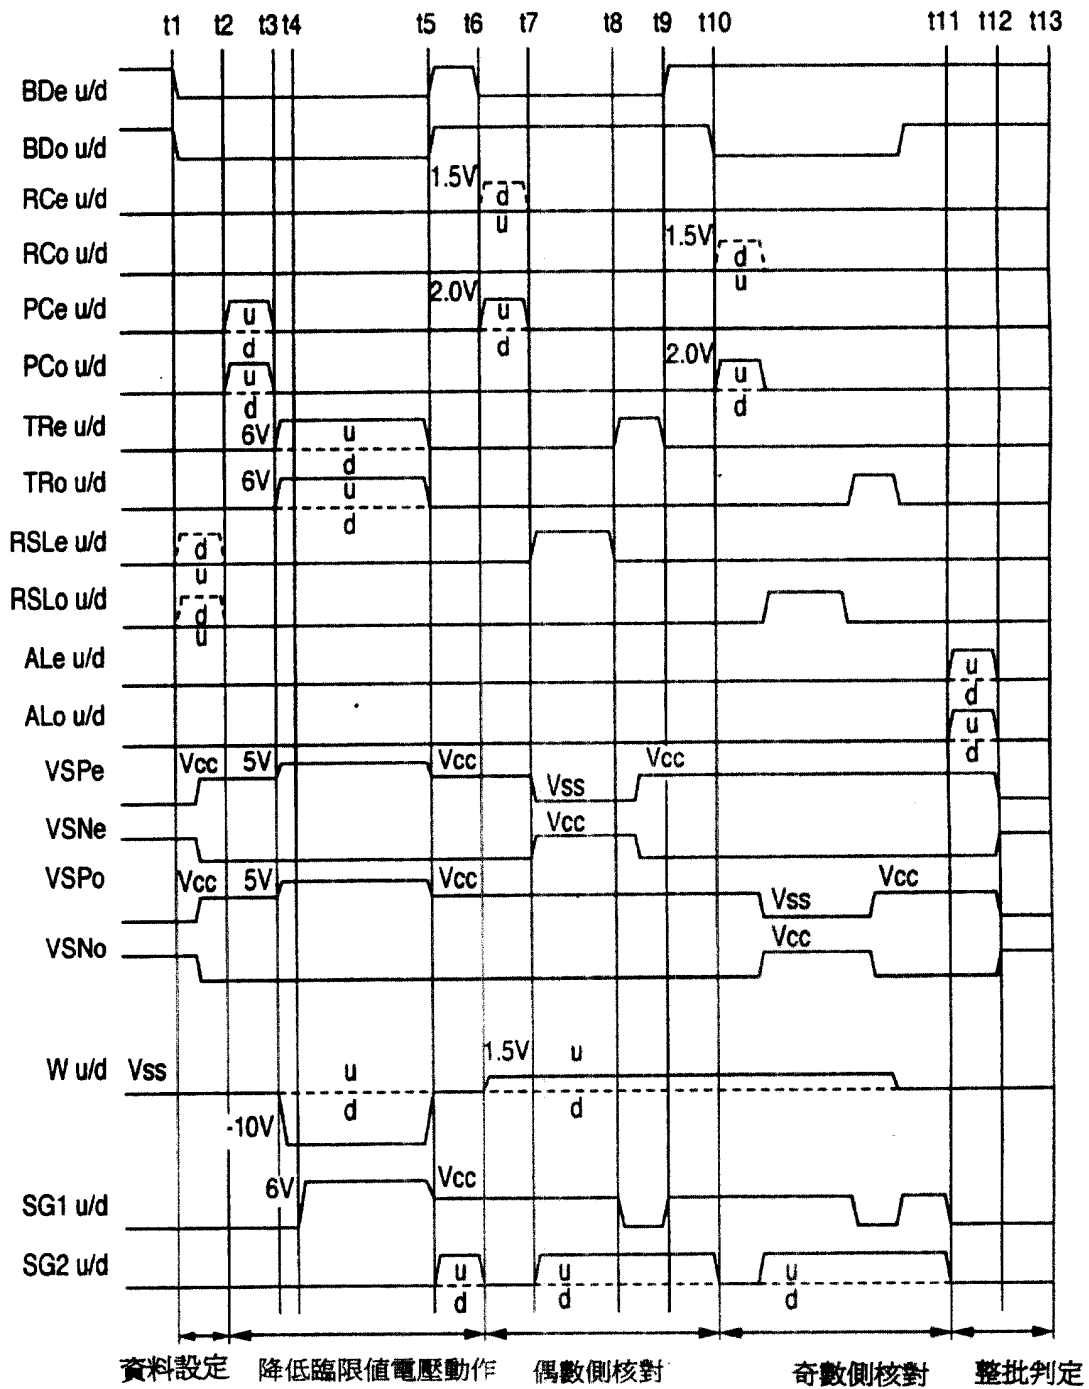 t1 t2 t3 t4 t5 t6 t7 t8 t9 t10 t11 t12 t13
BDe u/d
BDo u/d
1.5V
RCe u/d d
u
1.5V
RCo u/d d
u
2.0V
PCe u/d u u
d d
2.0V
PCo u/d u u
d d
TRe u/d 6V u
d
TRo u/d 6V u
d
RSLe u/d d
u
RSLo u/d d
u
ALe u/d u
d
ALo u/d u
d
VSPe Vcc 5V Vcc Vss Vcc
VSNe Vcc
VSPo Vcc 5V Vcc Vss Vcc
VSNo Vcc
1.5V u
W u/d Vss u
d d
-10V
6V Vcc
SG1 u/d
SG2 u/d u u u
d d d
資料設定 降低臨限值電壓動作 偶數側核對 奇數側核對 整批判定